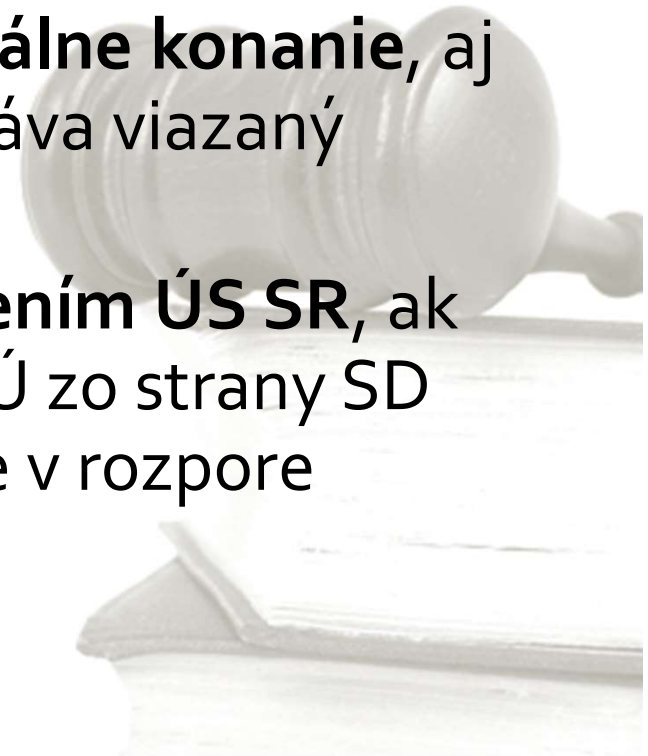 álne konanie, aj
áva viazaný
ením ÚS SR, ak
Ú zo strany SD
e v rozpore